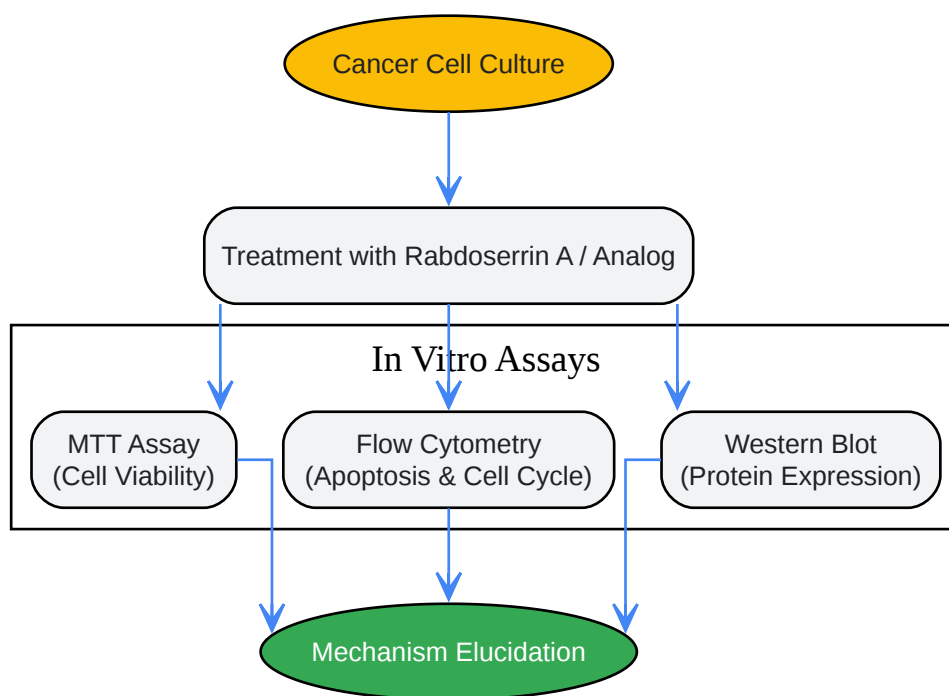 Cancer Cell Culture
Treatment with Rabdoserrin A / Analog
In Vitro Assays
MTT Assay
(Cell Viability)
Flow Cytometry
(Apoptosis & Cell Cycle)
Western Blot
(Protein Expression)
Mechanism Elucidation